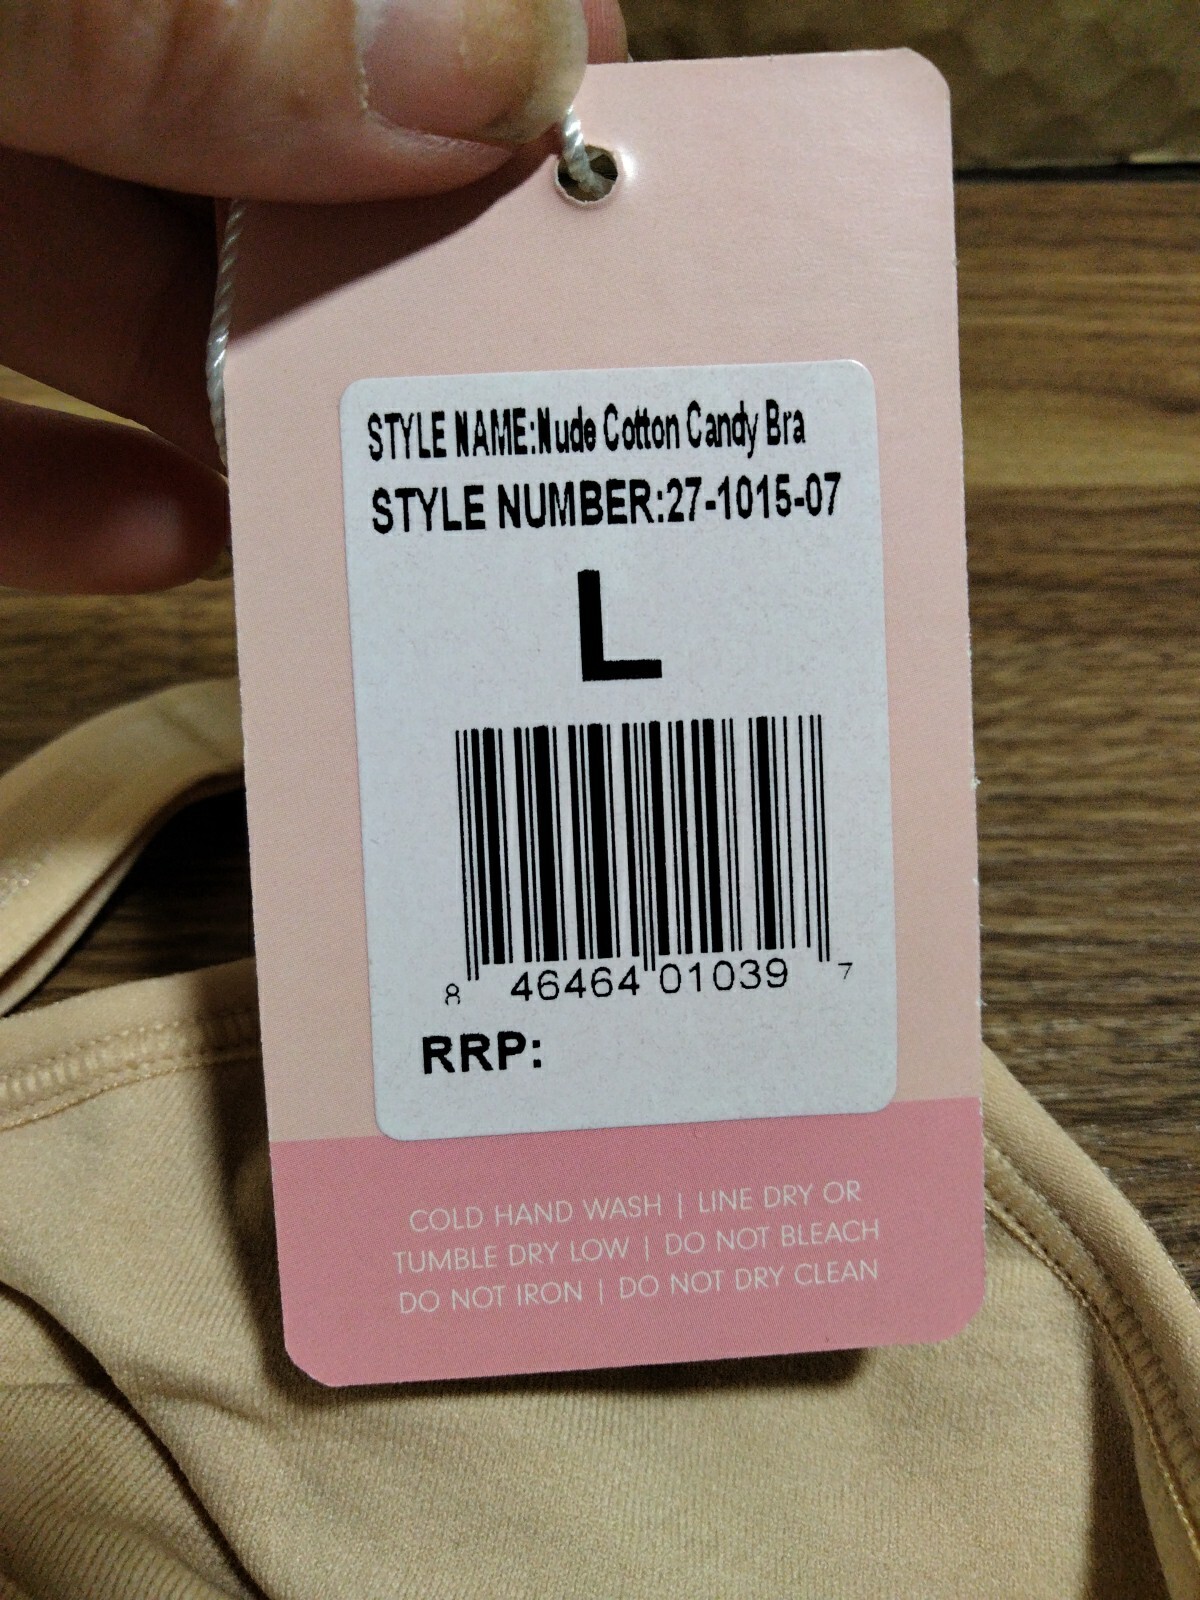 STYLE NAME:Nude Cotton Candy Bra
STYLE NUMBER:27-1015-07
L
8 46464 01039 7
RRP:
COLD HAND WASH | LINE DRY OR
TUMBLE DRY LOW | DO NOT BLEACH
DO NOT IRON | DO NOT DRY CLEAN